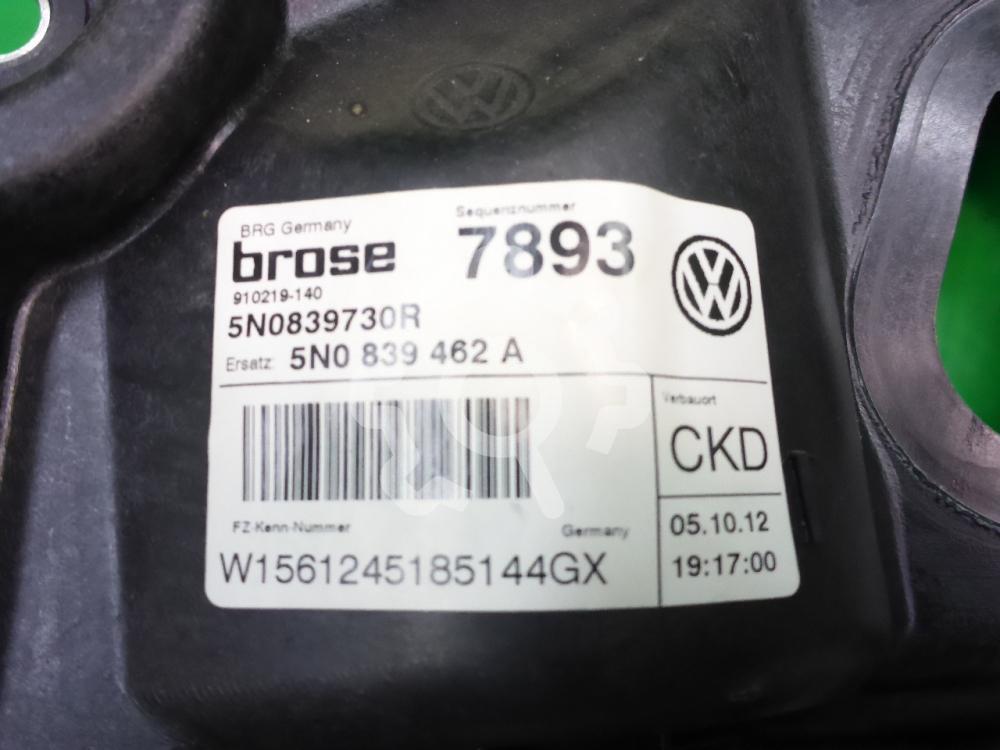 BRG Germany
Sequenznummer
brose
7893
910219-140
5N0839730R
Ersatz: 5N0 839 462 A
Verbauort
CKD
FZ-Kenn-Nummer
Germany
05.10.12
W1561245185144GX
19:17:00